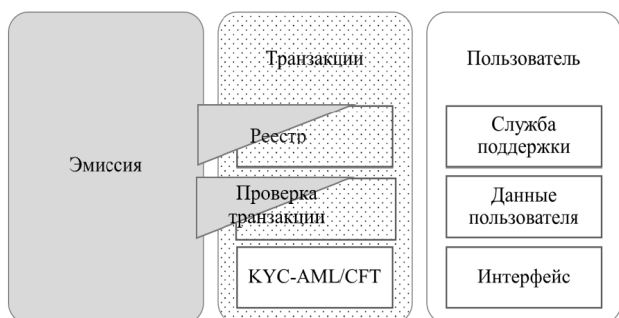 Эмиссия
Транзакции
Реестр
Проверка
транзакции
KYC-AML/CFT
Пользователь
Служба
поддержки
Данные
пользователя
Интерфейс